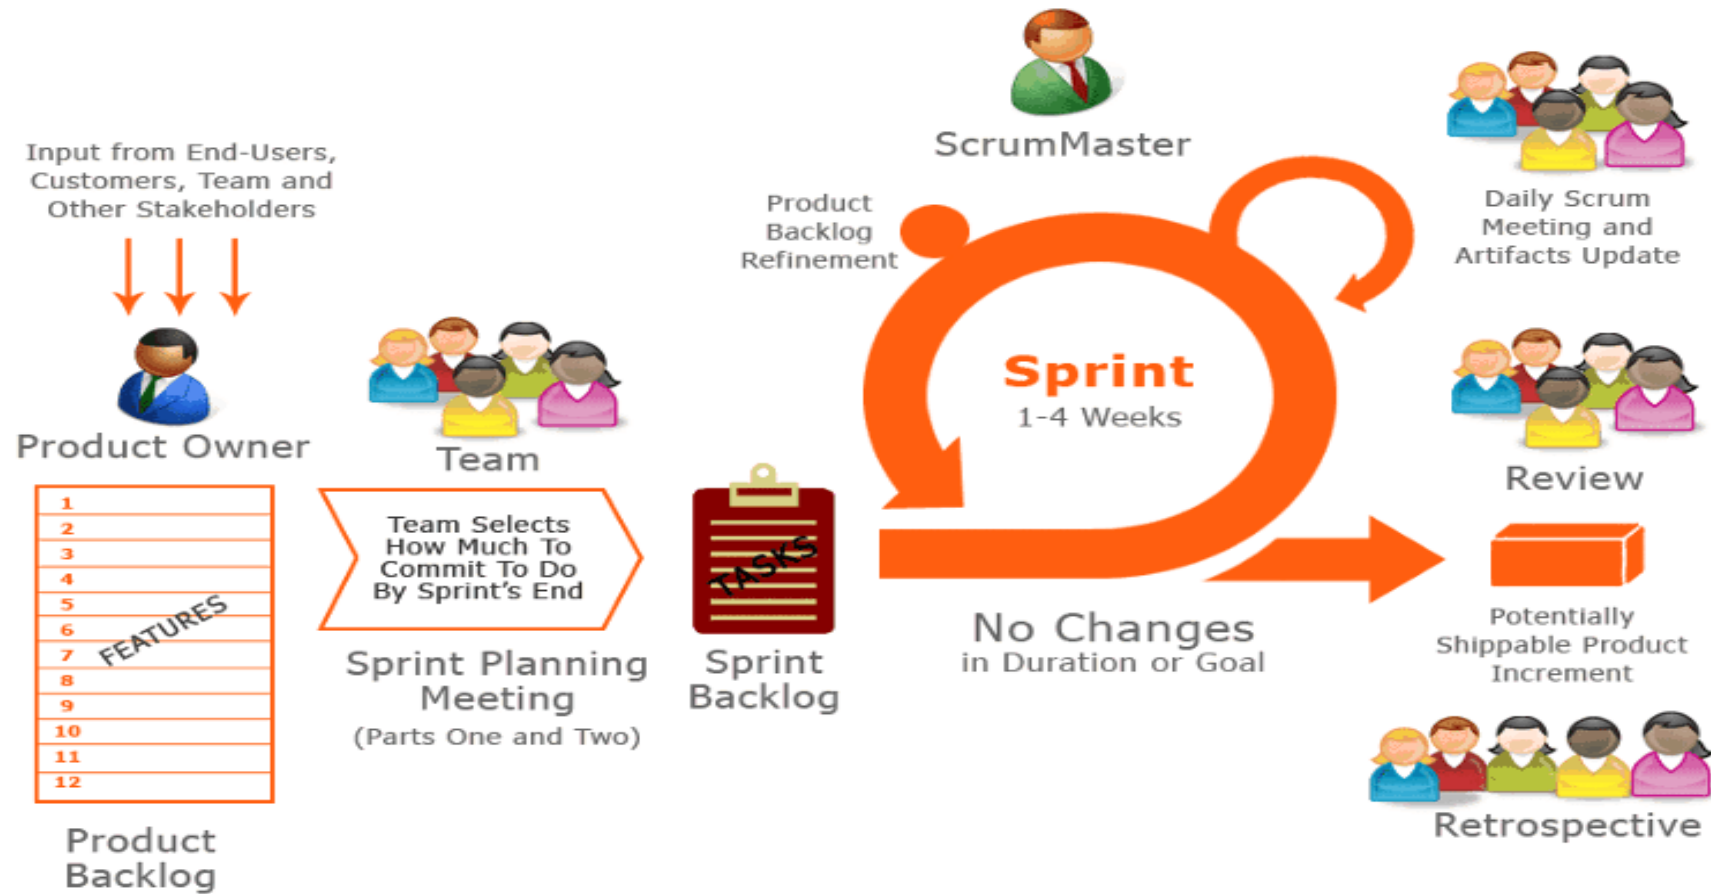 Input from End-Users,
Customers, Team and
Other Stakeholders
Product Owner
1
2
3
4
5
6
7
8
9
10
11
12
FEATURES
Product
Backlog
Team
Team Selects
How Much To
Commit To Do
By Sprint's End
Sprint Planning
Meeting
(Parts One and Two)
TASKS
Sprint
Backlog
ScrumMaster
Product
Backlog
Refinement
Sprint
1-4 Weeks
No Changes
in Duration or Goal
Daily Scrum
Meeting and
Artifacts Update
Review
Potentially
Shippable Product
Increment
Retrospective